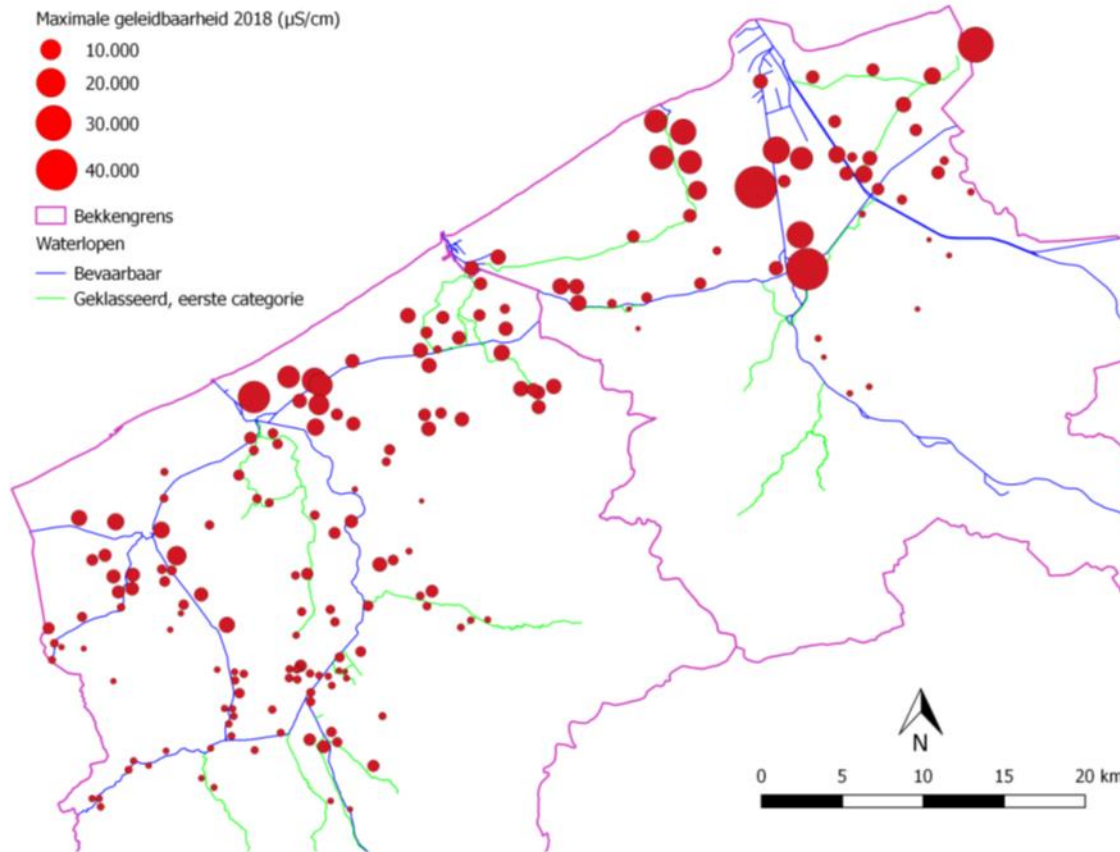 Maximale geleidbaarheid 2018 (µS/cm)
10.000
20.000
30.000
40.000
Bekkengrens
Waterlopen
Bevaarbaar
Geklasseerd, eerste categorie
N
0 5 10 15 20 km